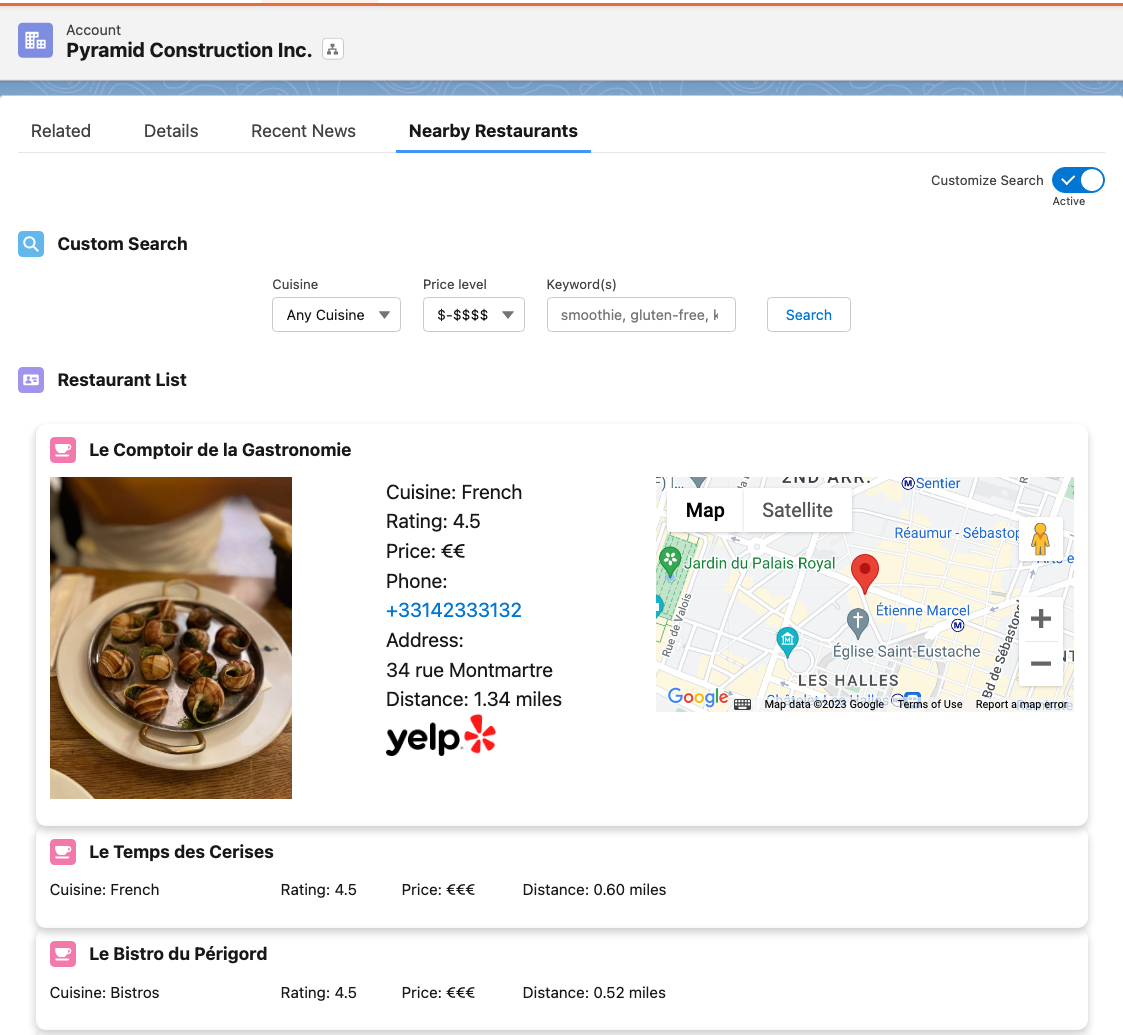 Account
Pyramid Construction Inc.
Related Details Recent News Nearby Restaurants
Customize Search
Active
Custom Search
Cuisine Price level Keyword(s)
Any Cuisine $-$$$$ smoothie, gluten-free, k Search
Restaurant List
Le Comptoir de la Gastronomie
Cuisine: French
Rating: 4.5
Price: €€
Phone:
+33142333132
Address:
34 rue Montmartre
Distance: 1.34 miles
yelp
2ND ARR.
Sentier
Map Satellite
Réaumur - Sébastop
Jardin du Palais Royal
Rue de Valois
Étienne Marcel
Église Saint-Eustache
Bd de Sébastopo
LES HALLES
Google
Map data ©2023 Google Terms of Use Report a map error
Le Temps des Cerises
Cuisine: French Rating: 4.5 Price: €€€ Distance: 0.60 miles
Le Bistro du Périgord
Cuisine: Bistros Rating: 4.5 Price: €€€ Distance: 0.52 miles